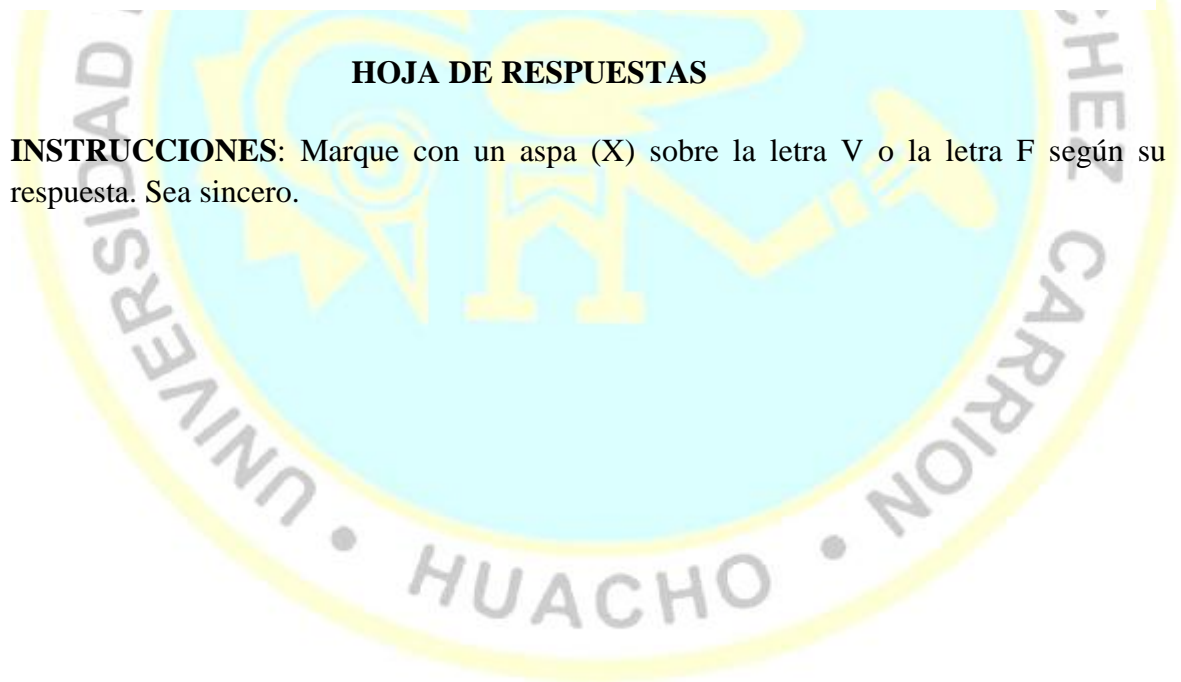 HOJA DE RESPUESTAS
INSTRUCCIONES: Marque con un aspa (X) sobre la letra V o la letra F según su
respuesta. Sea sincero.
UNIVERSIDAD
CHEZ CARRION
• HUACHO •